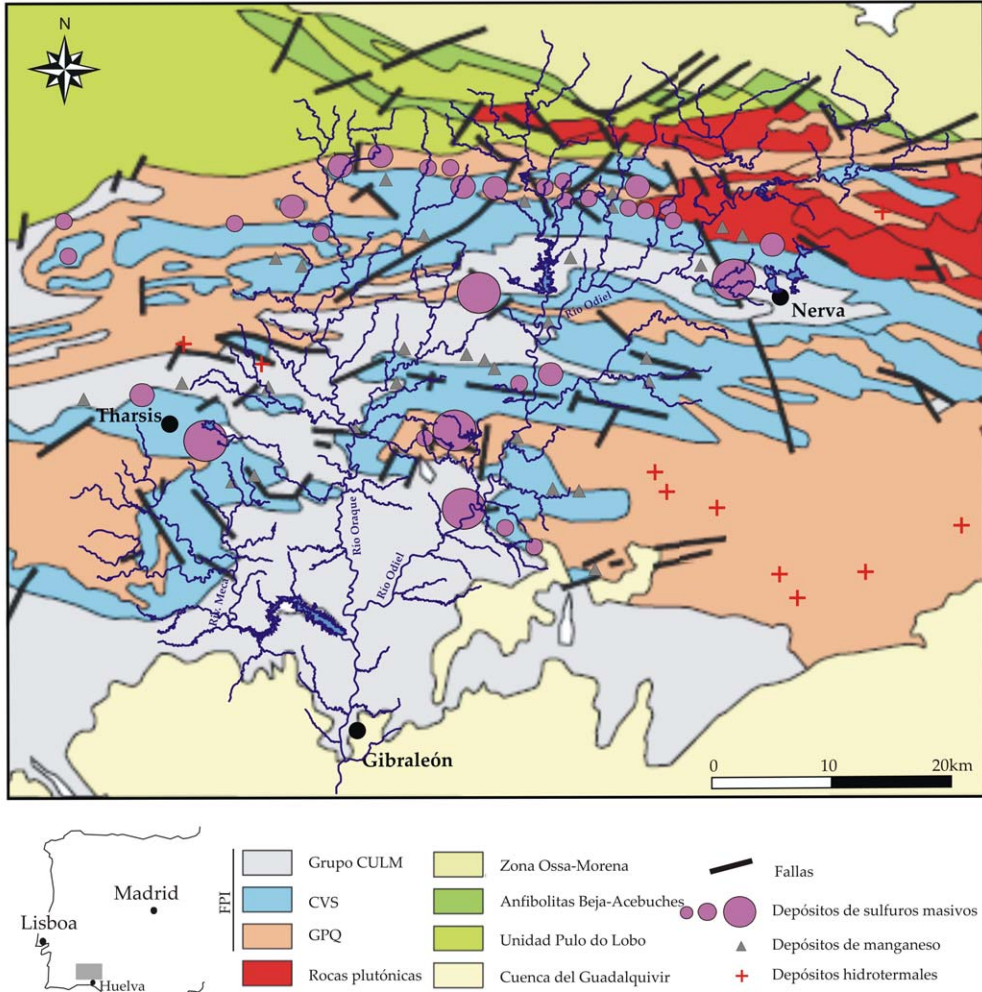 N
Río Odiel
Nerva
Tharsis
Río Oraque
Río Odiel
Riv. Meca
Gibraleón
0 10 20km
Madrid
Lisboa
Huelva
FPI
Grupo CULM
CVS
GPQ
Rocas plutónicas
Zona Ossa-Morena
Anfibolitas Beja-Acebuches
Unidad Pulo do Lobo
Cuenca del Guadalquivir
Fallas
Depósitos de sulfuros masivos
Depósitos de manganeso
Depósitos hidrotermales